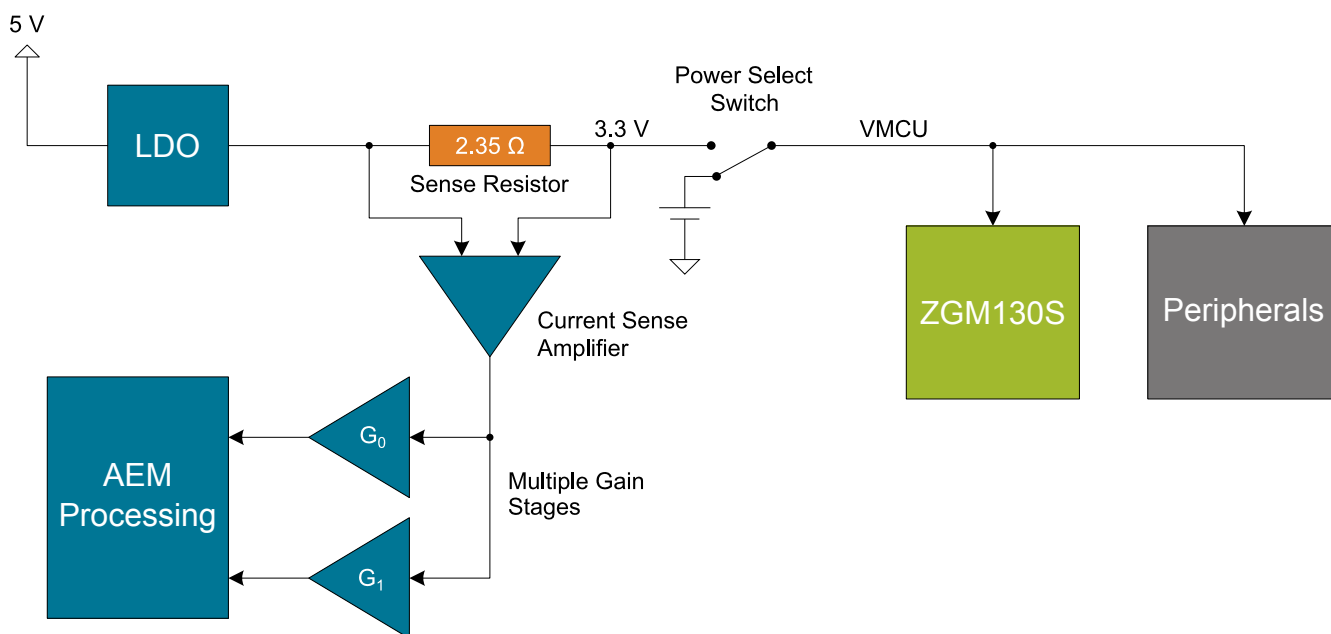 5 V
LDO
2.35 Ω
Sense Resistor
3.3 V
Power Select
Switch
VMCU
ZGM130S
Peripherals
Current Sense
Amplifier
AEM
Processing
G₀
G₁
Multiple Gain
Stages